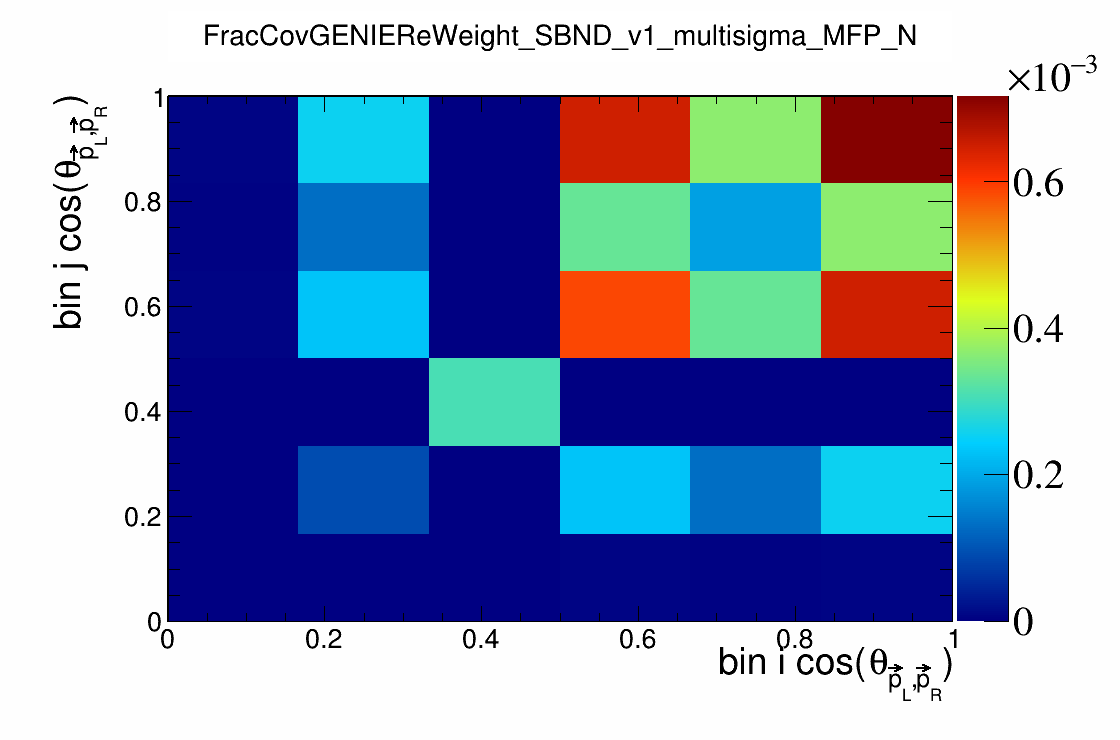 FracCovGENIEReWeight_SBND_v1_multisigma_MFP_N
×10⁻³
bin j cos(θ_{p⃗_L,p⃗_R})
1
0.8
0.6
0.4
0.2
0
0 0.2 0.4 0.6 0.8 1
bin i cos(θ_{p⃗_L,p⃗_R})
0.6
0.4
0.2
0